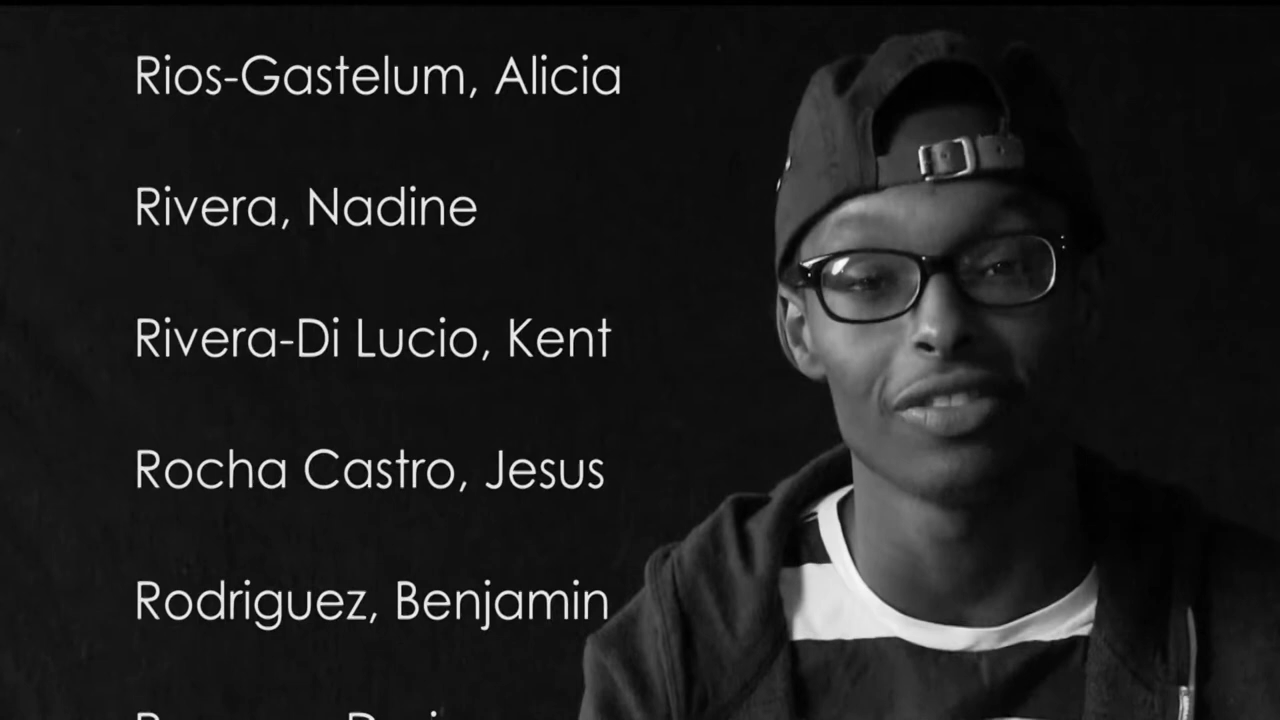 Rios-Gastelum, Alicia
Rivera, Nadine
Rivera-Di Lucio, Kent
Rocha Castro, Jesus
Rodriguez, Benjamin